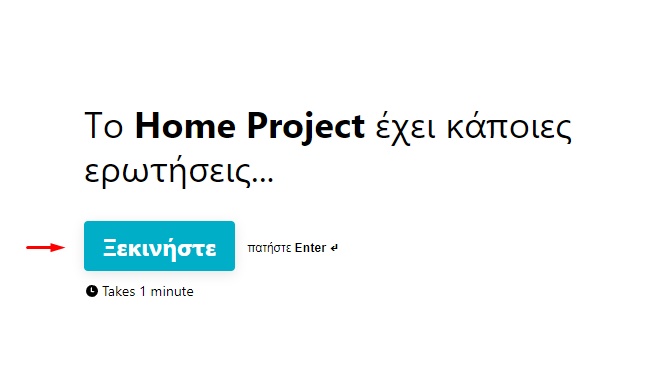 Το Home Project έχει κάποιες
ερωτήσεις...
Ξεκινήστε πατήστε Enter ↵
Takes 1 minute